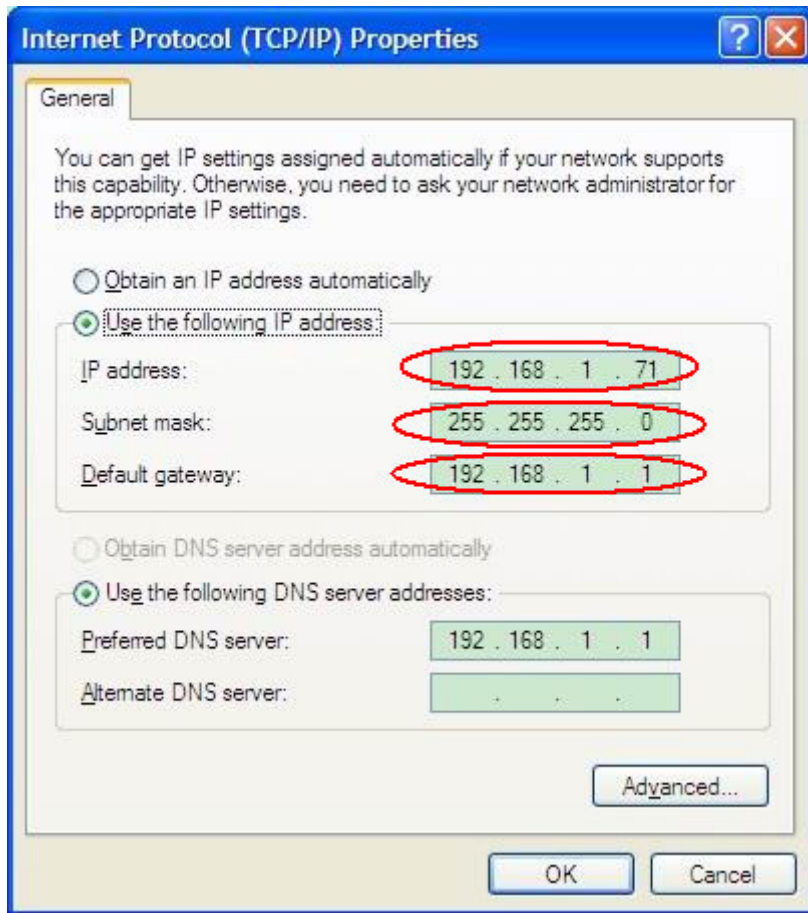 Internet Protocol (TCP/IP) Properties
General
You can get IP settings assigned automatically if your network supports
this capability. Otherwise, you need to ask your network administrator for
the appropriate IP settings.
Obtain an IP address automatically
Use the following IP address:
IP address: 192 . 168 . 1 . 71
Subnet mask: 255 . 255 . 255 . 0
Default gateway: 192 . 168 . 1 . 1
Obtain DNS server address automatically
Use the following DNS server addresses:
Preferred DNS server: 192 . 168 . 1 . 1
Alternate DNS server: . . .
Advanced...
OK Cancel